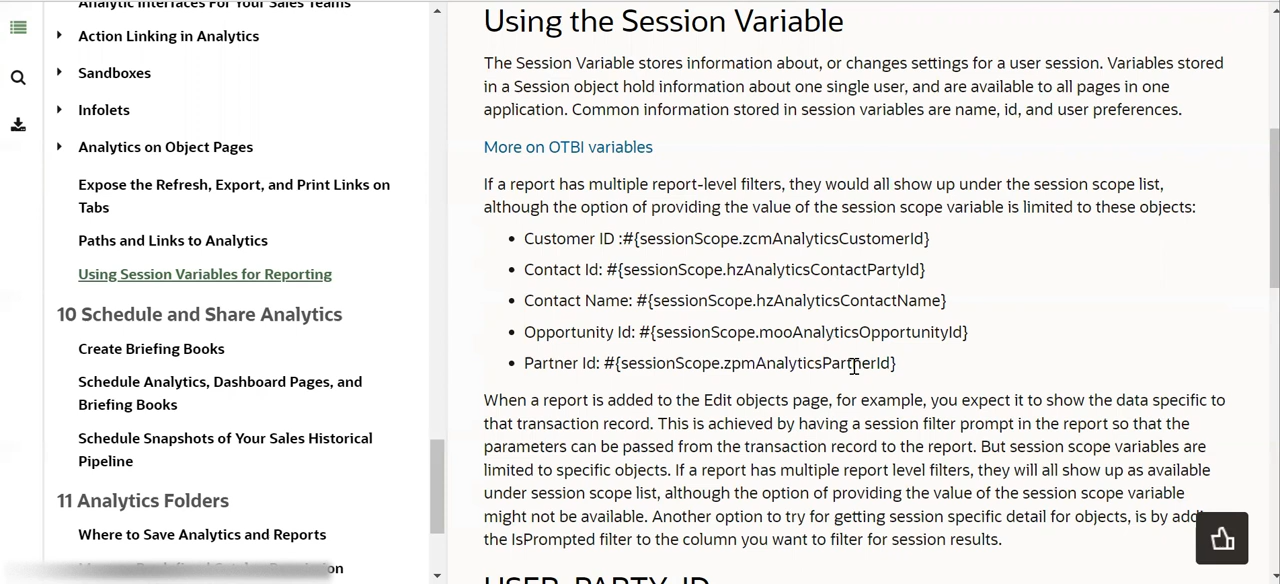 Analytic Interfaces For Your Sales Teams
Action Linking in Analytics
Sandboxes
Infolets
Analytics on Object Pages
Expose the Refresh, Export, and Print Links on
Tabs
Paths and Links to Analytics
Using Session Variables for Reporting
10 Schedule and Share Analytics
Create Briefing Books
Schedule Analytics, Dashboard Pages, and
Briefing Books
Schedule Snapshots of Your Sales Historical
Pipeline
11 Analytics Folders
Where to Save Analytics and Reports
Using the Session Variable
The Session Variable stores information about, or changes settings for a user session. Variables stored
in a Session object hold information about one single user, and are available to all pages in one
application. Common information stored in session variables are name, id, and user preferences.
More on OTBI variables
If a report has multiple report-level filters, they would all show up under the session scope list,
although the option of providing the value of the session scope variable is limited to these objects:
• Customer ID :#{sessionScope.zcmAnalyticsCustomerId}
• Contact Id: #{sessionScope.hzAnalyticsContactPartyId}
• Contact Name: #{sessionScope.hzAnalyticsContactName}
• Opportunity Id: #{sessionScope.mooAnalyticsOpportunityId}
• Partner Id: #{sessionScope.zpmAnalyticsPartnerId}
When a report is added to the Edit objects page, for example, you expect it to show the data specific to
that transaction record. This is achieved by having a session filter prompt in the report so that the
parameters can be passed from the transaction record to the report. But session scope variables are
limited to specific objects. If a report has multiple report level filters, they will all show up as available
under session scope list, although the option of providing the value of the session scope variable
might not be available. Another option to try for getting session specific detail for objects, is by
the IsPrompted filter to the column you want to filter for session results.
USER_PARTY_ID